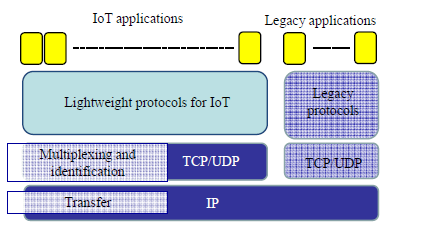 IoT applications
Legacy applications
Lightweight protocols for IoT
Legacy
protocols
Multiplexing and
identification
TCP/UDP
TCP/UDP
Transfer
IP